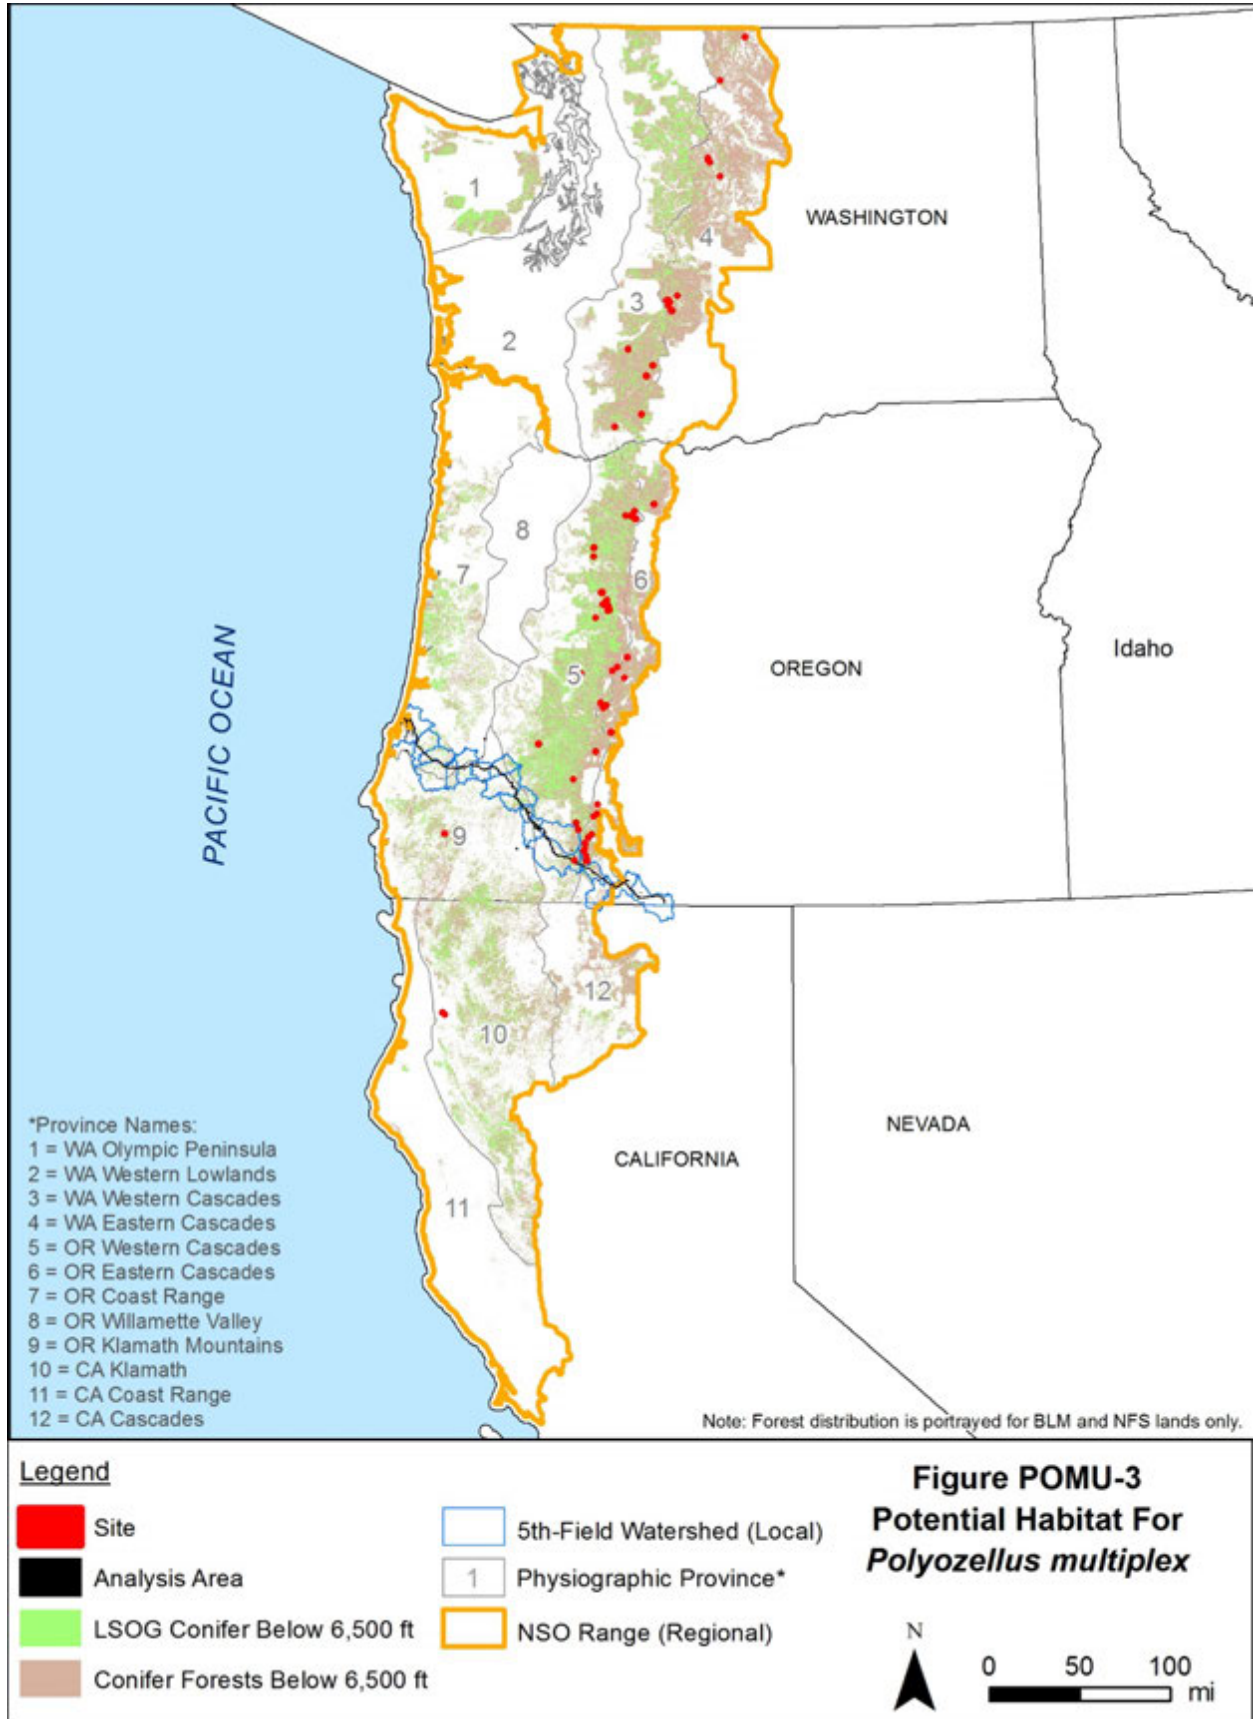 WASHINGTON
1
4
3
2
8
7
6
5
OREGON
Idaho
PACIFIC OCEAN
9
12
10
NEVADA
CALIFORNIA
11
*Province Names:
1 = WA Olympic Peninsula
2 = WA Western Lowlands
3 = WA Western Cascades
4 = WA Eastern Cascades
5 = OR Western Cascades
6 = OR Eastern Cascades
7 = OR Coast Range
8 = OR Willamette Valley
9 = OR Klamath Mountains
10 = CA Klamath
11 = CA Coast Range
12 = CA Cascades
Note: Forest distribution is portrayed for BLM and NFS lands only.
Legend
Site
Analysis Area
LSOG Conifer Below 6,500 ft
Conifer Forests Below 6,500 ft
5th-Field Watershed (Local)
1 Physiographic Province*
NSO Range (Regional)
Figure POMU-3
Potential Habitat For
Polyozellus multiplex
N
0 50 100
mi